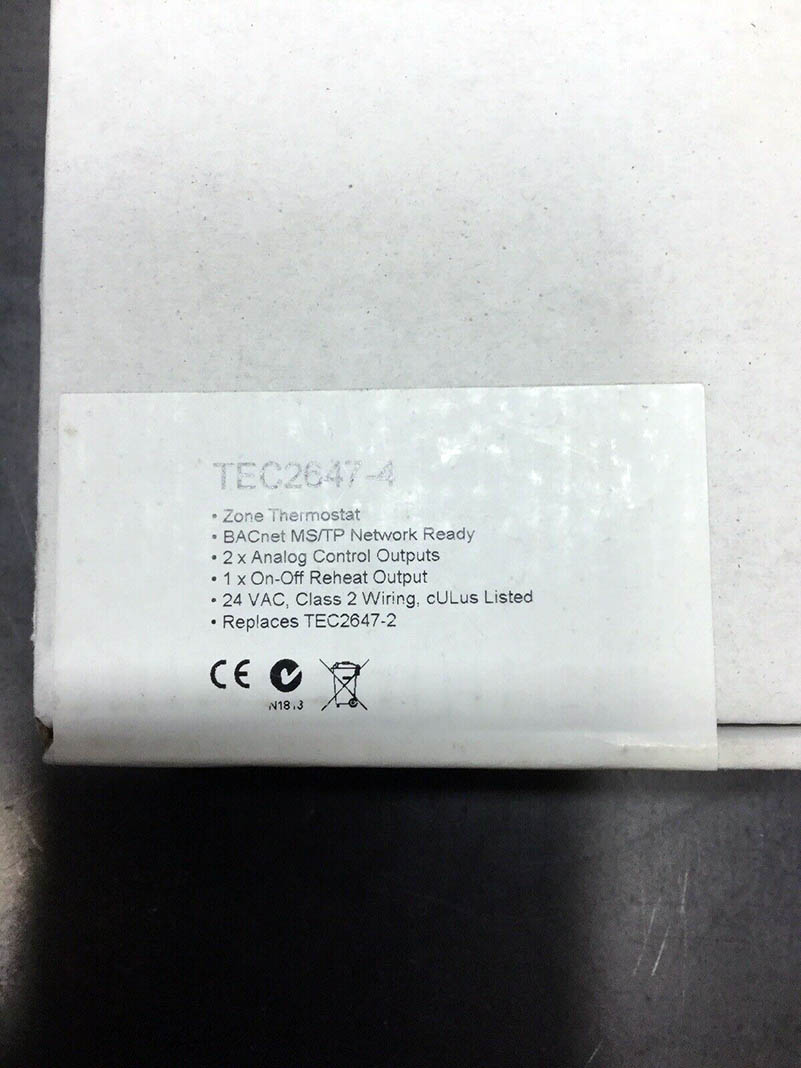 TEC2647-4
• Zone Thermostat
• BACnet MS/TP Network Ready
• 2 x Analog Control Outputs
• 1 x On-Off Reheat Output
• 24 VAC, Class 2 Wiring, cULus Listed
• Replaces TEC2647-2
CE